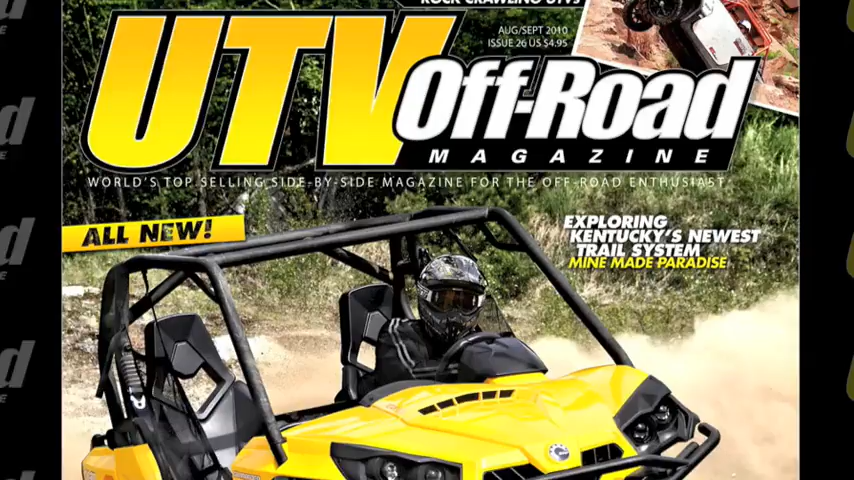 ROCK CRAWLING UTVs
AUG/SEPT 2010
ISSUE 26 US $4.95
UTV
Off-Road
MAGAZINE
WORLD'S TOP SELLING SIDE-BY-SIDE MAGAZINE FOR THE OFF-ROAD ENTHUSIAST
ALL NEW!
EXPLORING
KENTUCKY'S NEWEST
TRAIL SYSTEM
MINE MADE PARADISE